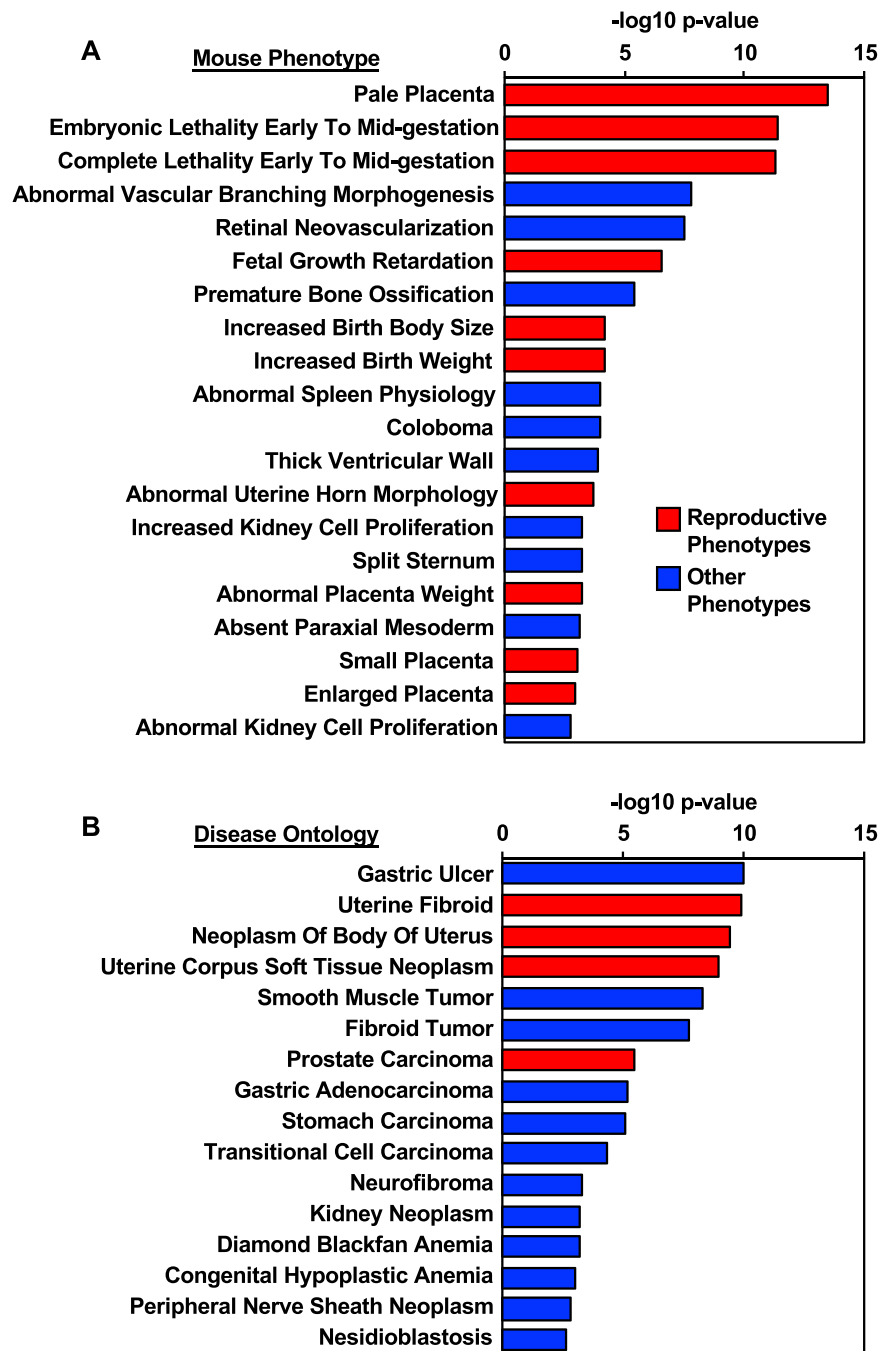 A
Mouse Phenotype
-log10 p-value
0 5 10 15
Pale Placenta
Embryonic Lethality Early To Mid-gestation
Complete Lethality Early To Mid-gestation
Abnormal Vascular Branching Morphogenesis
Retinal Neovascularization
Fetal Growth Retardation
Premature Bone Ossification
Increased Birth Body Size
Increased Birth Weight
Abnormal Spleen Physiology
Coloboma
Thick Ventricular Wall
Abnormal Uterine Horn Morphology
Increased Kidney Cell Proliferation
Split Sternum
Abnormal Placenta Weight
Absent Paraxial Mesoderm
Small Placenta
Enlarged Placenta
Abnormal Kidney Cell Proliferation
Reproductive
Phenotypes
Other
Phenotypes
B
Disease Ontology
-log10 p-value
0 5 10 15
Gastric Ulcer
Uterine Fibroid
Neoplasm Of Body Of Uterus
Uterine Corpus Soft Tissue Neoplasm
Smooth Muscle Tumor
Fibroid Tumor
Prostate Carcinoma
Gastric Adenocarcinoma
Stomach Carcinoma
Transitional Cell Carcinoma
Neurofibroma
Kidney Neoplasm
Diamond Blackfan Anemia
Congenital Hypoplastic Anemia
Peripheral Nerve Sheath Neoplasm
Nesidioblastosis